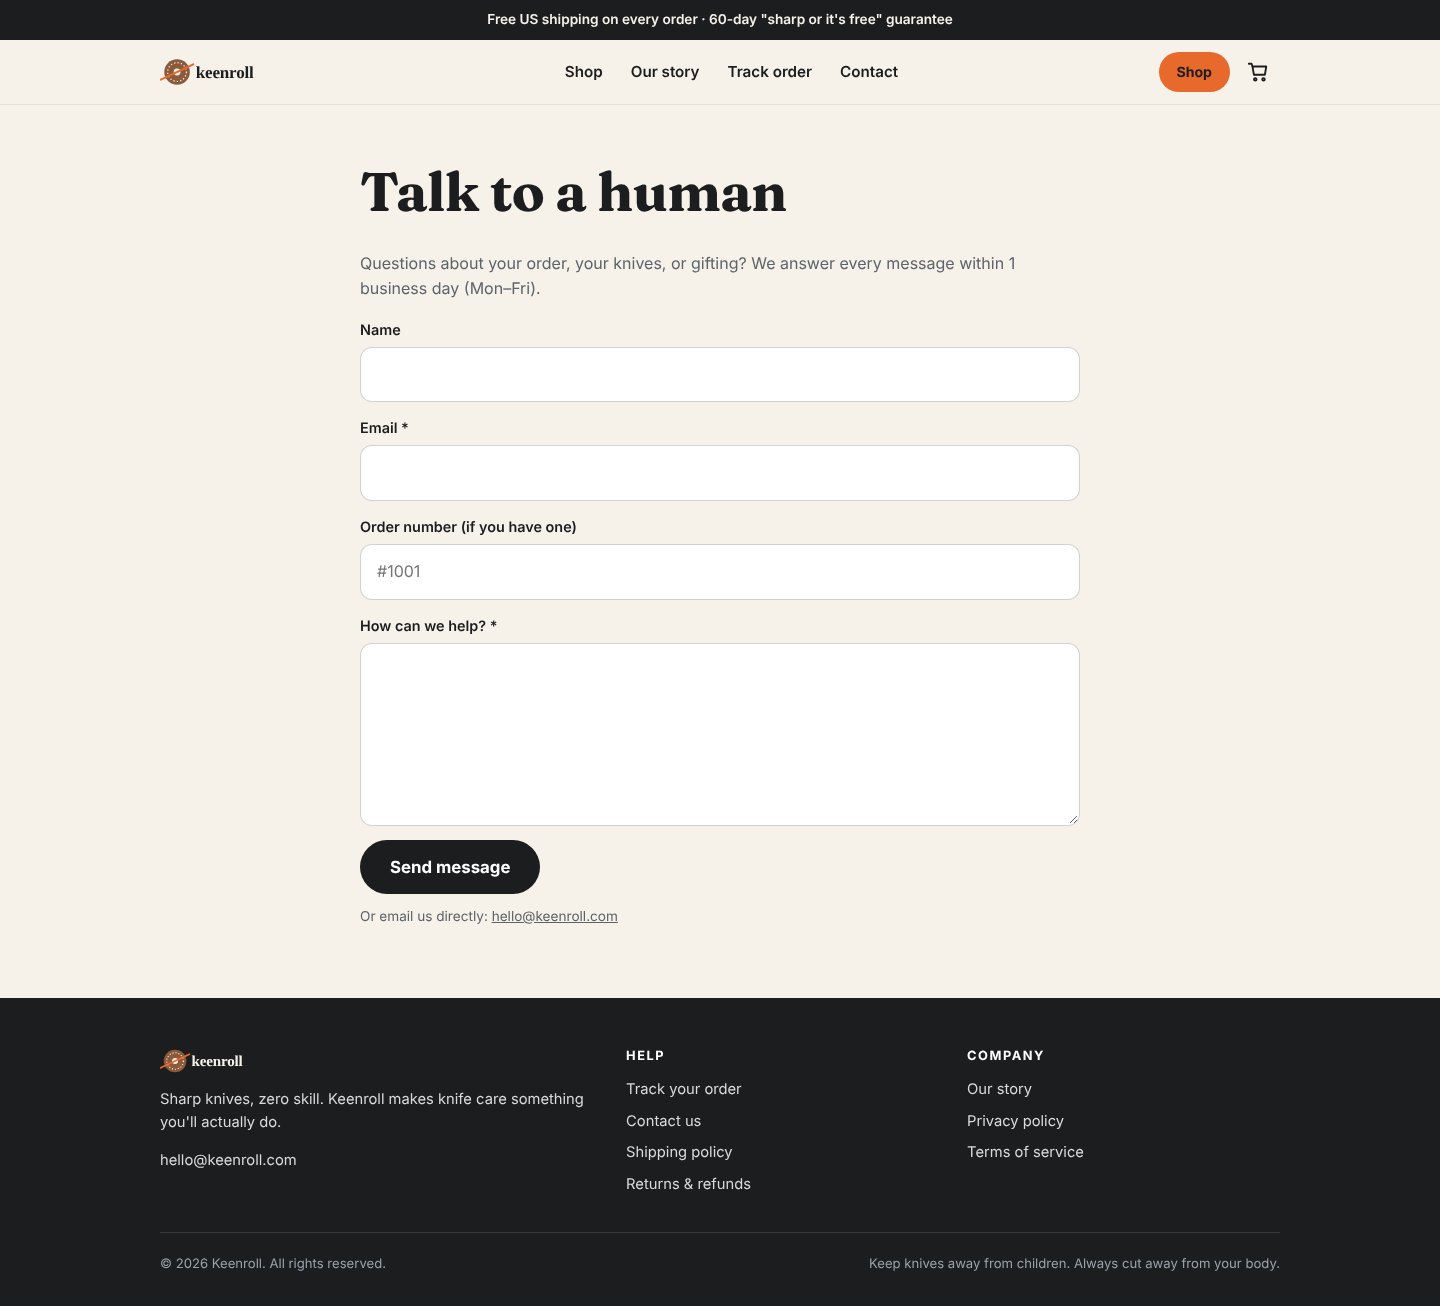 Free US shipping on every order · 60-day "sharp or it's free" guarantee
keenroll
Shop
Our story
Track order
Contact
Shop
Talk to a human
Questions about your order, your knives, or gifting? We answer every message within 1
business day (Mon–Fri).
Name
Email *
Order number (if you have one)
#1001
How can we help? *
Send message
Or email us directly: hello@keenroll.com
keenroll
Sharp knives, zero skill. Keenroll makes knife care something
you'll actually do.
hello@keenroll.com
HELP
Track your order
Contact us
Shipping policy
Returns & refunds
COMPANY
Our story
Privacy policy
Terms of service
© 2026 Keenroll. All rights reserved.
Keep knives away from children. Always cut away from your body.